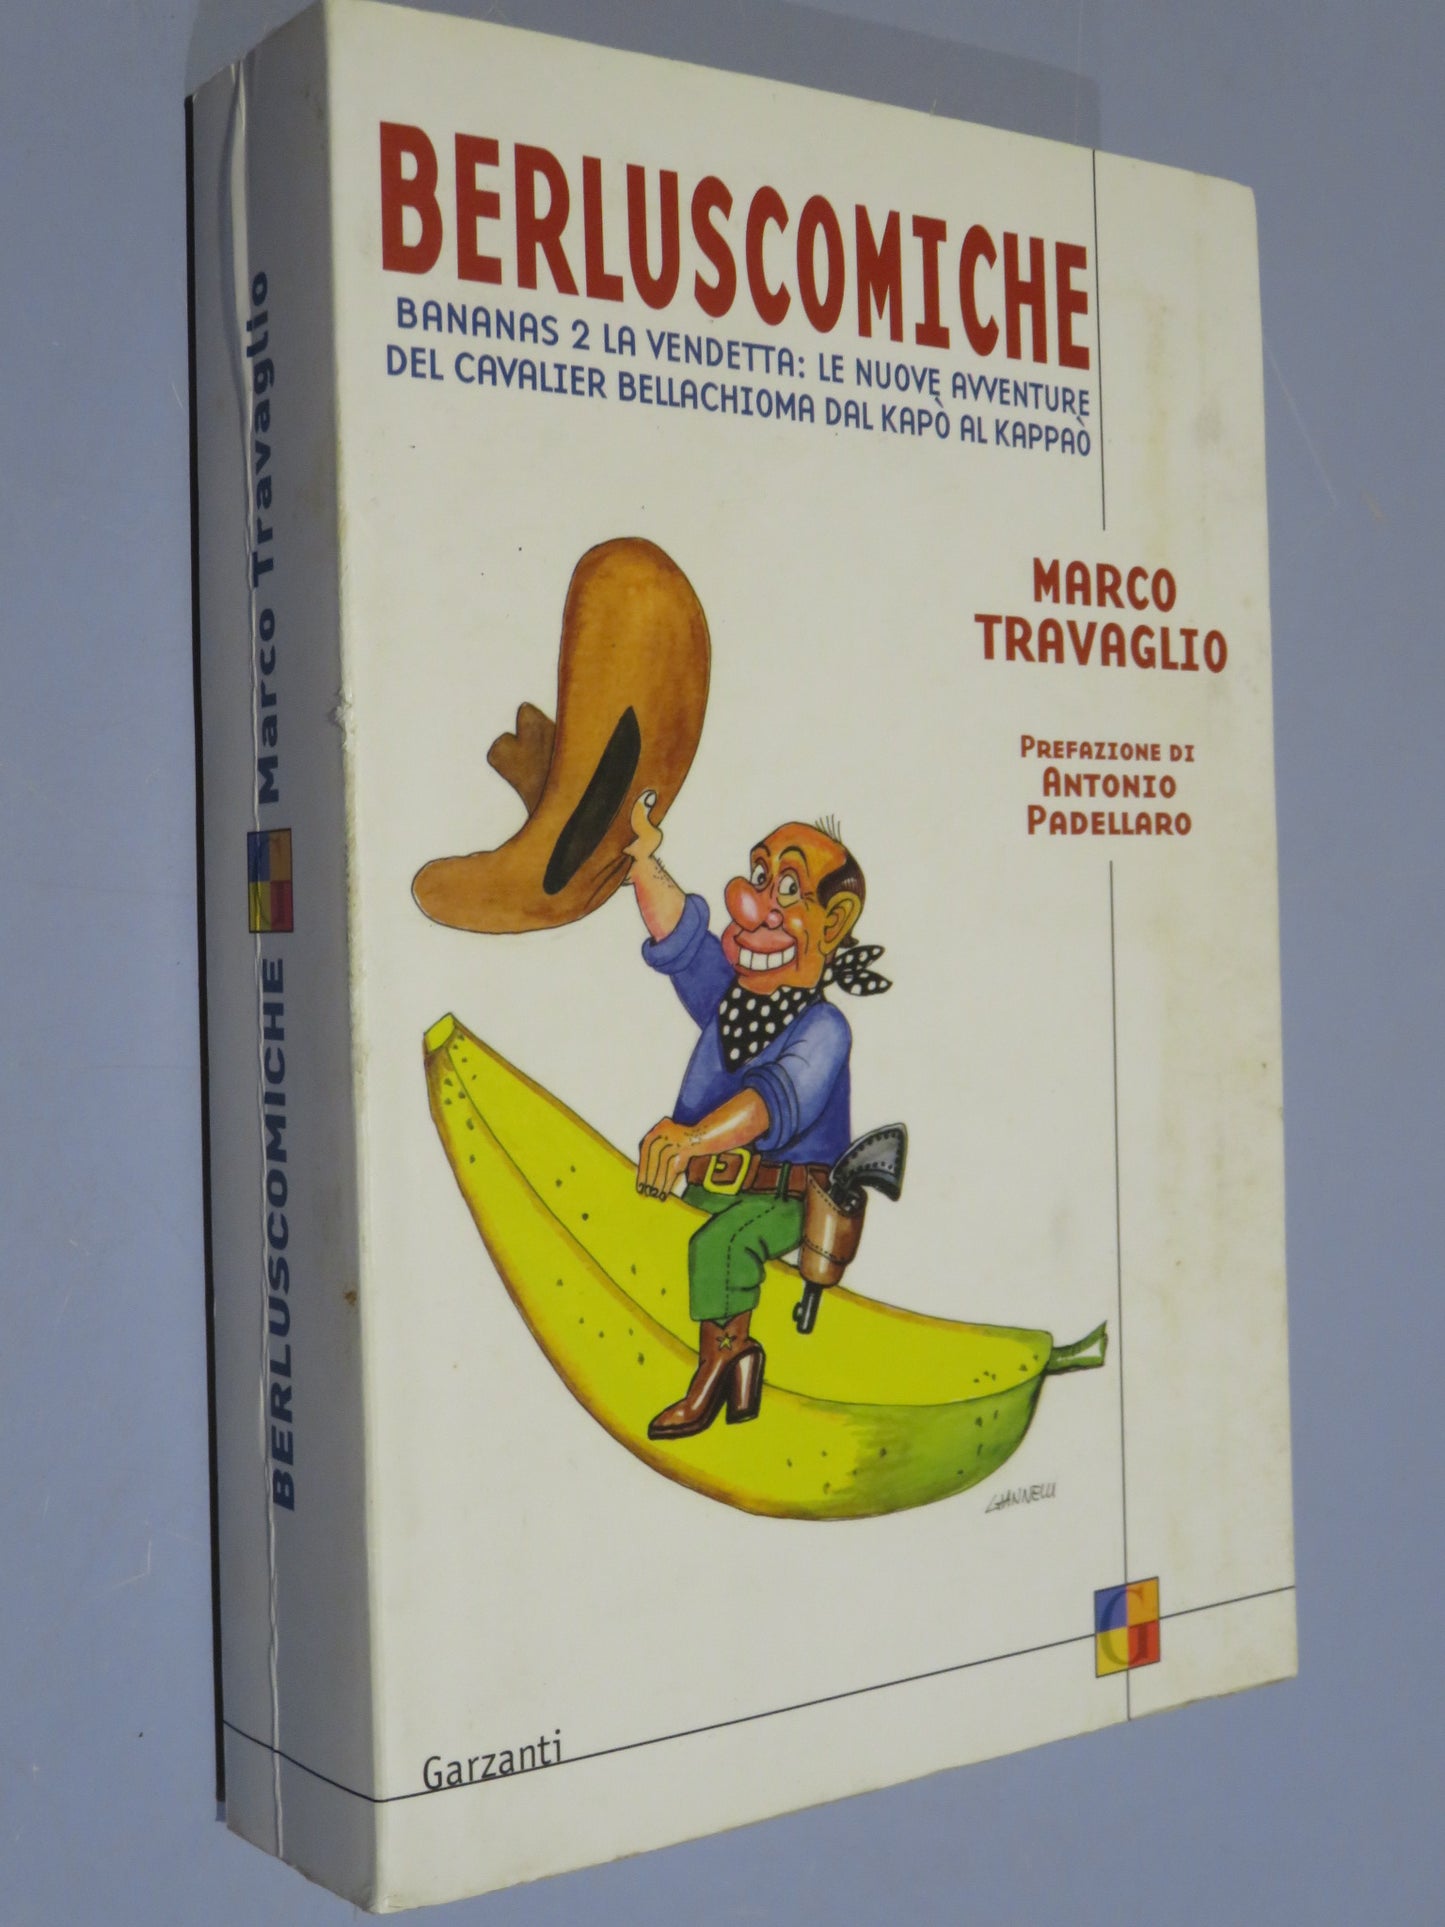 BERLUSCOMICHE
BANANAS 2 LA VENDETTA: LE NUOVE AVVENTURE
DEL CAVALIER BELLACHIOMA DAL KAPÒ AL KAPPAÒ
MARCO
TRAVAGLIO
PREFAZIONE DI
ANTONIO
PADELLARO
GIANNELLI
G
Garzanti
BERLUSCOMICHE G Marco Travaglio